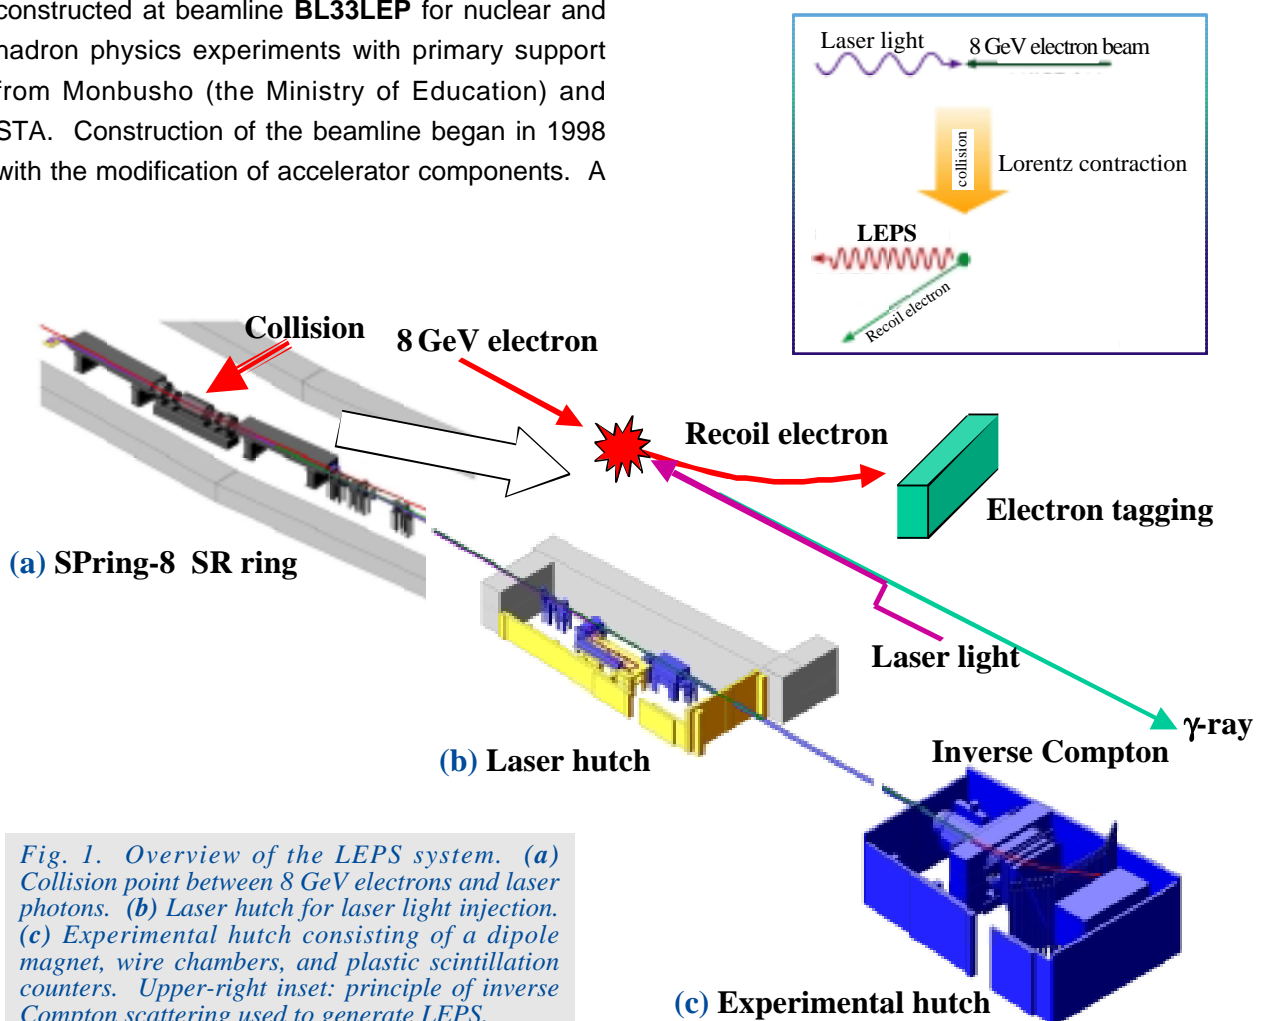 constructed at beamline BL33LEP for nuclear and
hadron physics experiments with primary support
from Monbusho (the Ministry of Education) and
STA. Construction of the beamline began in 1998
with the modification of accelerator components. A
Laser light
8 GeV electron beam
collision
Lorentz contraction
LEPS
Recoil electron
Collision
8 GeV electron
Recoil electron
Electron tagging
(a) SPring-8 SR ring
Laser light
γ-ray
Inverse Compton
(b) Laser hutch
(c) Experimental hutch
Fig. 1. Overview of the LEPS system. (a)
Collision point between 8 GeV electrons and laser
photons. (b) Laser hutch for laser light injection.
(c) Experimental hutch consisting of a dipole
magnet, wire chambers, and plastic scintillation
counters. Upper-right inset: principle of inverse
Compton scattering used to generate LEPS.